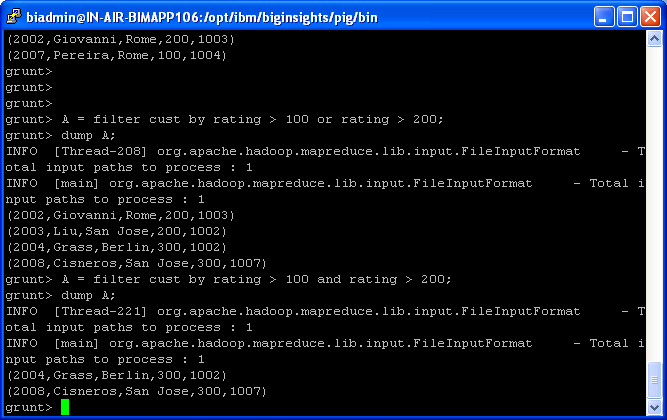 biadmin@IN-AIR-BIMAPP106:/opt/ibm/biginsights/pig/bin
(2002,Giovanni,Rome,200,1003)
(2007,Pereira,Rome,100,1004)
grunt>
grunt>
grunt>
grunt> A = filter cust by rating > 100 or rating > 200;
grunt> dump A;
INFO  [Thread-208] org.apache.hadoop.mapreduce.lib.input.FileInputFormat     - T
otal input paths to process : 1
INFO  [main] org.apache.hadoop.mapreduce.lib.input.FileInputFormat     - Total i
nput paths to process : 1
(2002,Giovanni,Rome,200,1003)
(2003,Liu,San Jose,200,1002)
(2004,Grass,Berlin,300,1002)
(2008,Cisneros,San Jose,300,1007)
grunt> A = filter cust by rating > 100 and rating > 200;
grunt> dump A;
INFO  [Thread-221] org.apache.hadoop.mapreduce.lib.input.FileInputFormat     - T
otal input paths to process : 1
INFO  [main] org.apache.hadoop.mapreduce.lib.input.FileInputFormat     - Total i
nput paths to process : 1
(2004,Grass,Berlin,300,1002)
(2008,Cisneros,San Jose,300,1007)
grunt>